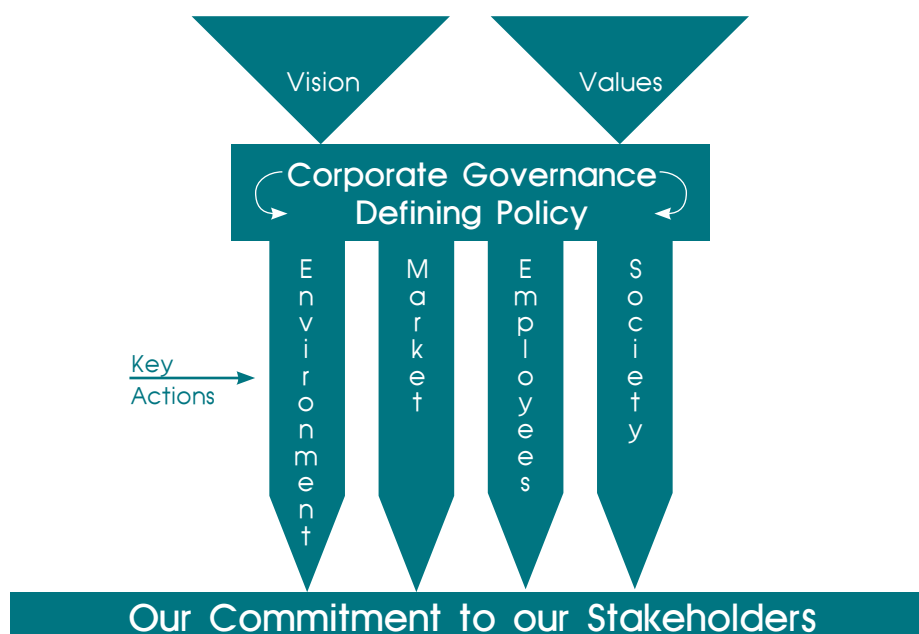 Vision
Values
Corporate Governance
Defining Policy
Environment
Market
Employees
Society
Key
Actions
Our Commitment to our Stakeholders